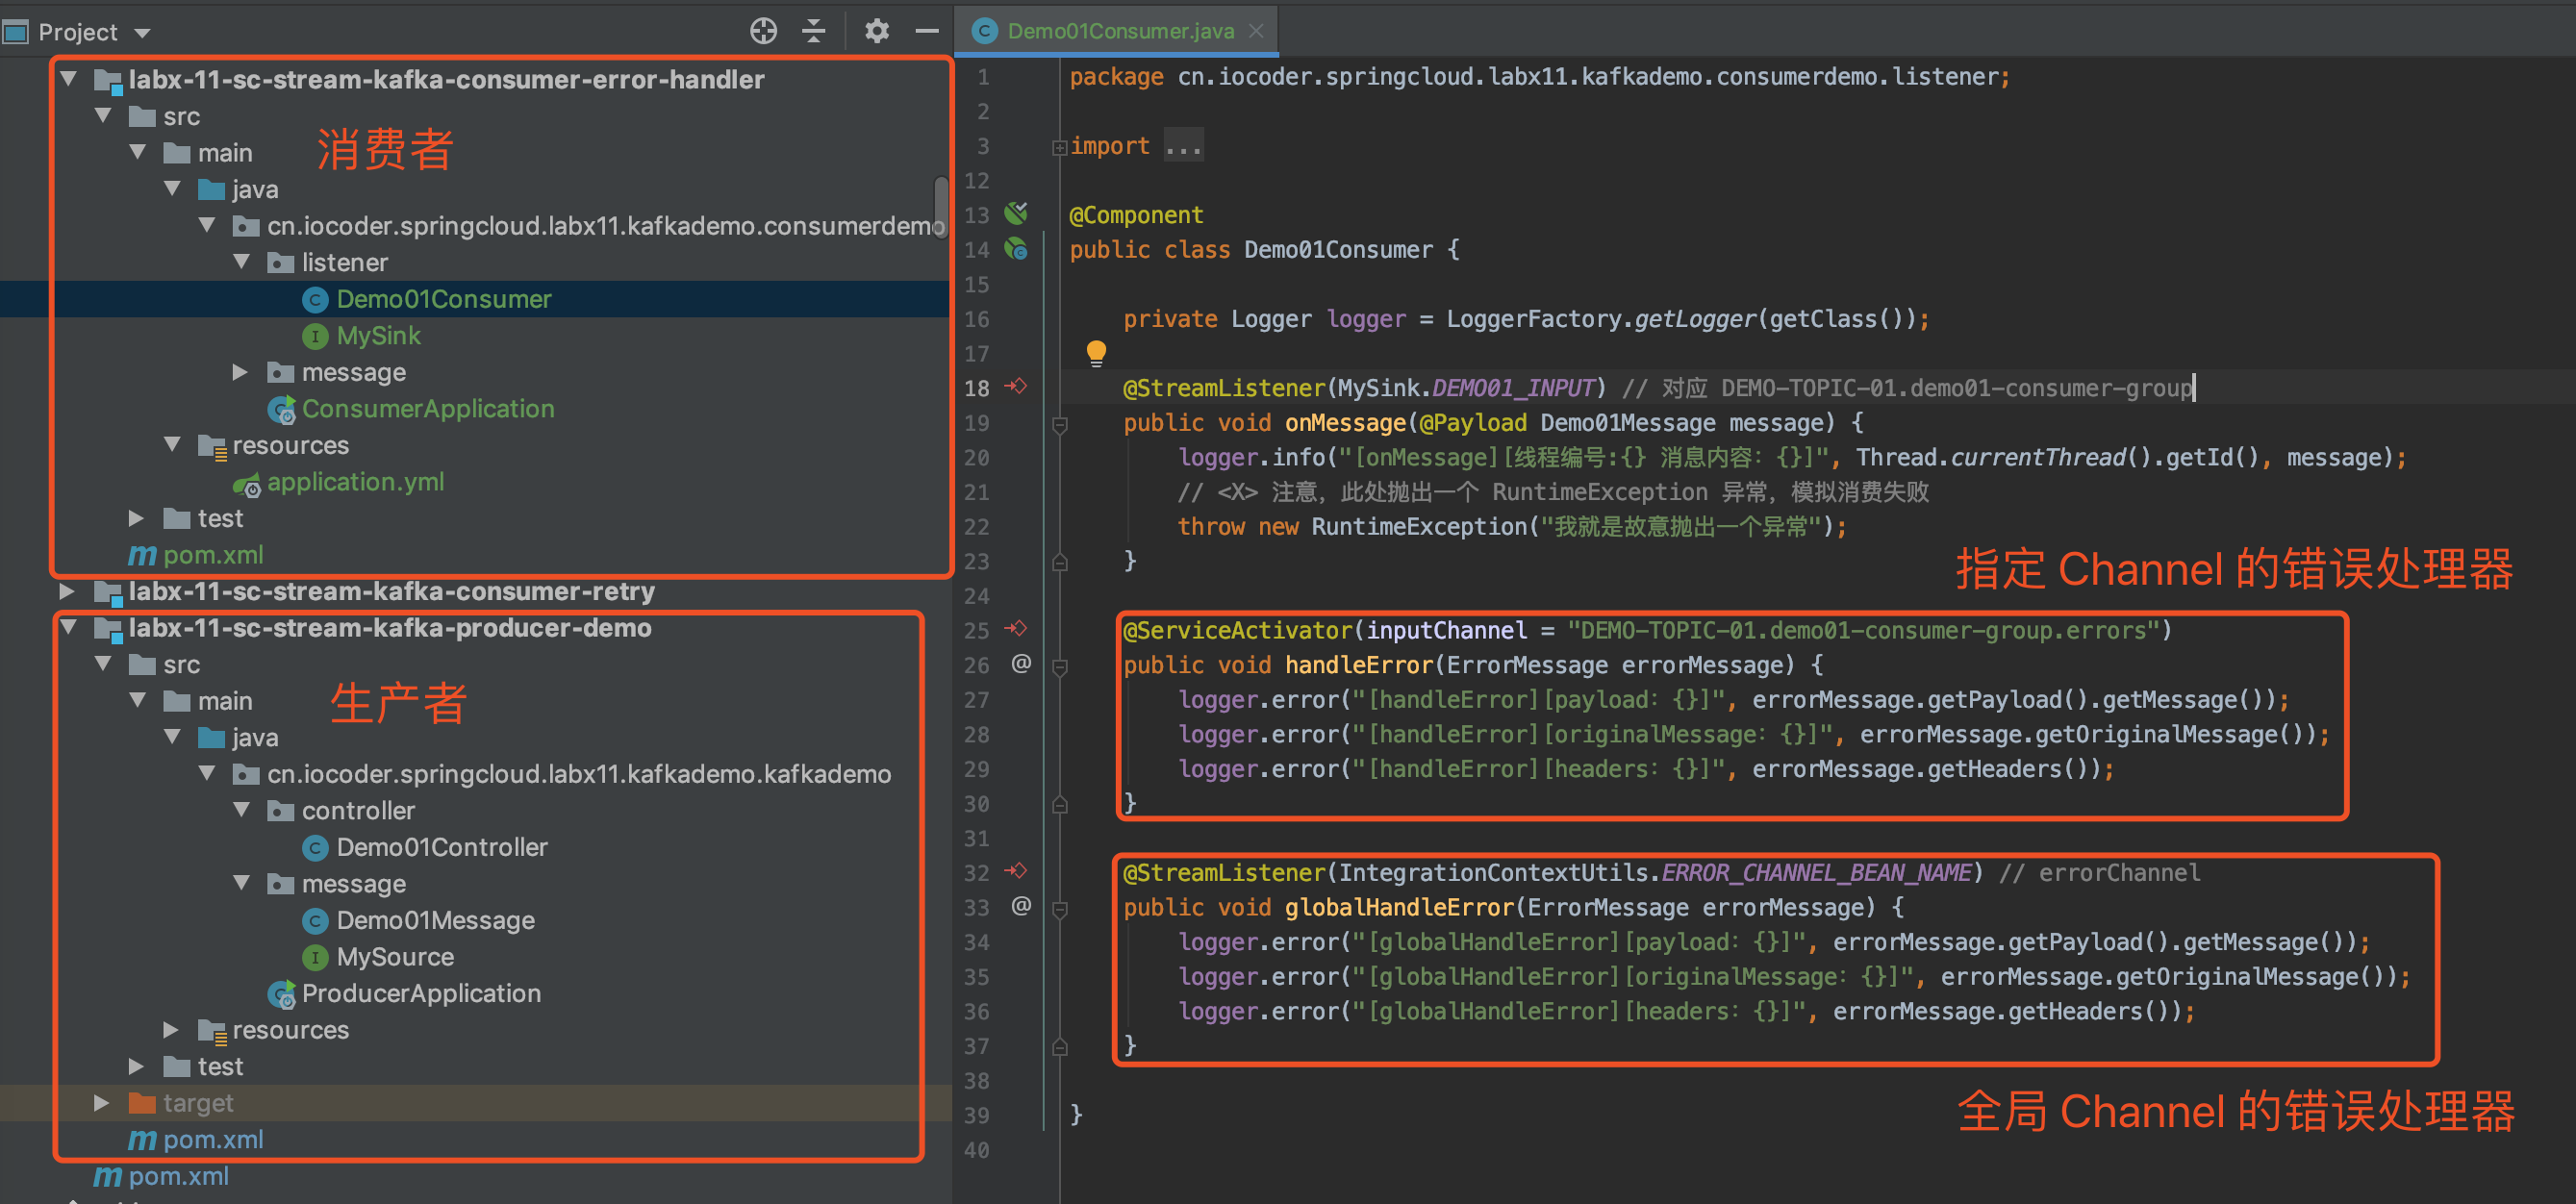 Project
labx-11-sc-stream-kafka-consumer-error-handler
src
main
消费者
java
cn.iocoder.springcloud.labx11.kafkademo.consumerdemo
listener
Demo01Consumer
MySink
message
ConsumerApplication
resources
application.yml
test
pom.xml
labx-11-sc-stream-kafka-consumer-retry
labx-11-sc-stream-kafka-producer-demo
src
main
生产者
java
cn.iocoder.springcloud.labx11.kafkademo.kafkademo
controller
Demo01Controller
message
Demo01Message
MySource
ProducerApplication
resources
test
target
pom.xml
pom.xml
Demo01Consumer.java
1 package cn.iocoder.springcloud.labx11.kafkademo.consumerdemo.listener;
2
3 import ...
12
13 @Component
14 public class Demo01Consumer {
15
16 private Logger logger = LoggerFactory.getLogger(getClass());
17
18 @StreamListener(MySink.DEMO01_INPUT) // 对应 DEMO-TOPIC-01.demo01-consumer-group
19 public void onMessage(@Payload Demo01Message message) {
20 logger.info("[onMessage][线程编号:{} 消息内容：{}]", Thread.currentThread().getId(), message);
21 // <X> 注意，此处抛出一个 RuntimeException 异常，模拟消费失败
22 throw new RuntimeException("我就是故意抛出一个异常");
23 }
指定 Channel 的错误处理器
24
25 @ServiceActivator(inputChannel = "DEMO-TOPIC-01.demo01-consumer-group.errors")
26 public void handleError(ErrorMessage errorMessage) {
27 logger.error("[handleError][payload：{}]", errorMessage.getPayload().getMessage());
28 logger.error("[handleError][originalMessage：{}]", errorMessage.getOriginalMessage());
29 logger.error("[handleError][headers：{}]", errorMessage.getHeaders());
30 }
31
32 @StreamListener(IntegrationContextUtils.ERROR_CHANNEL_BEAN_NAME) // errorChannel
33 public void globalHandleError(ErrorMessage errorMessage) {
34 logger.error("[globalHandleError][payload：{}]", errorMessage.getPayload().getMessage());
35 logger.error("[globalHandleError][originalMessage：{}]", errorMessage.getOriginalMessage());
36 logger.error("[globalHandleError][headers：{}]", errorMessage.getHeaders());
37 }
38
39 }
全局 Channel 的错误处理器
40